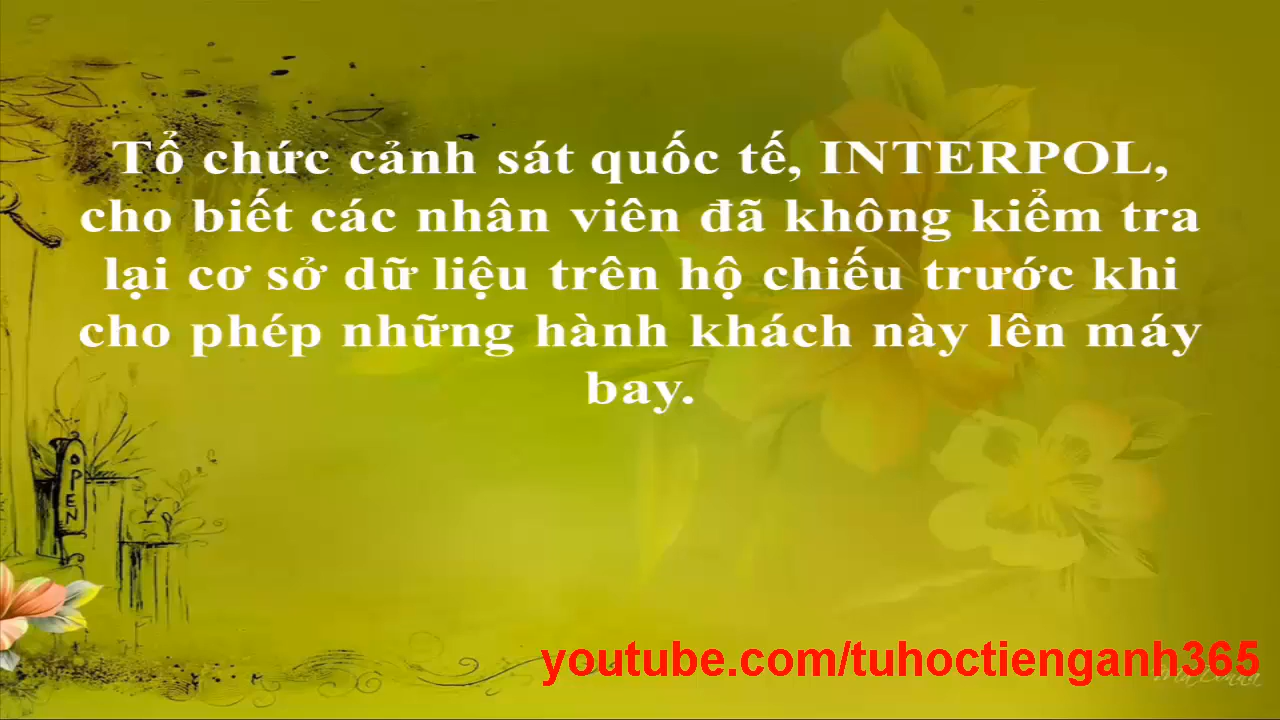 Tổ chức cảnh sát quốc tế, INTERPOL,
cho biết các nhân viên đã không kiểm tra
lại cơ sở dữ liệu trên hộ chiếu trước khi
cho phép những hành khách này lên máy
bay.
OPEN
youtube.com/tuhoctienganh365